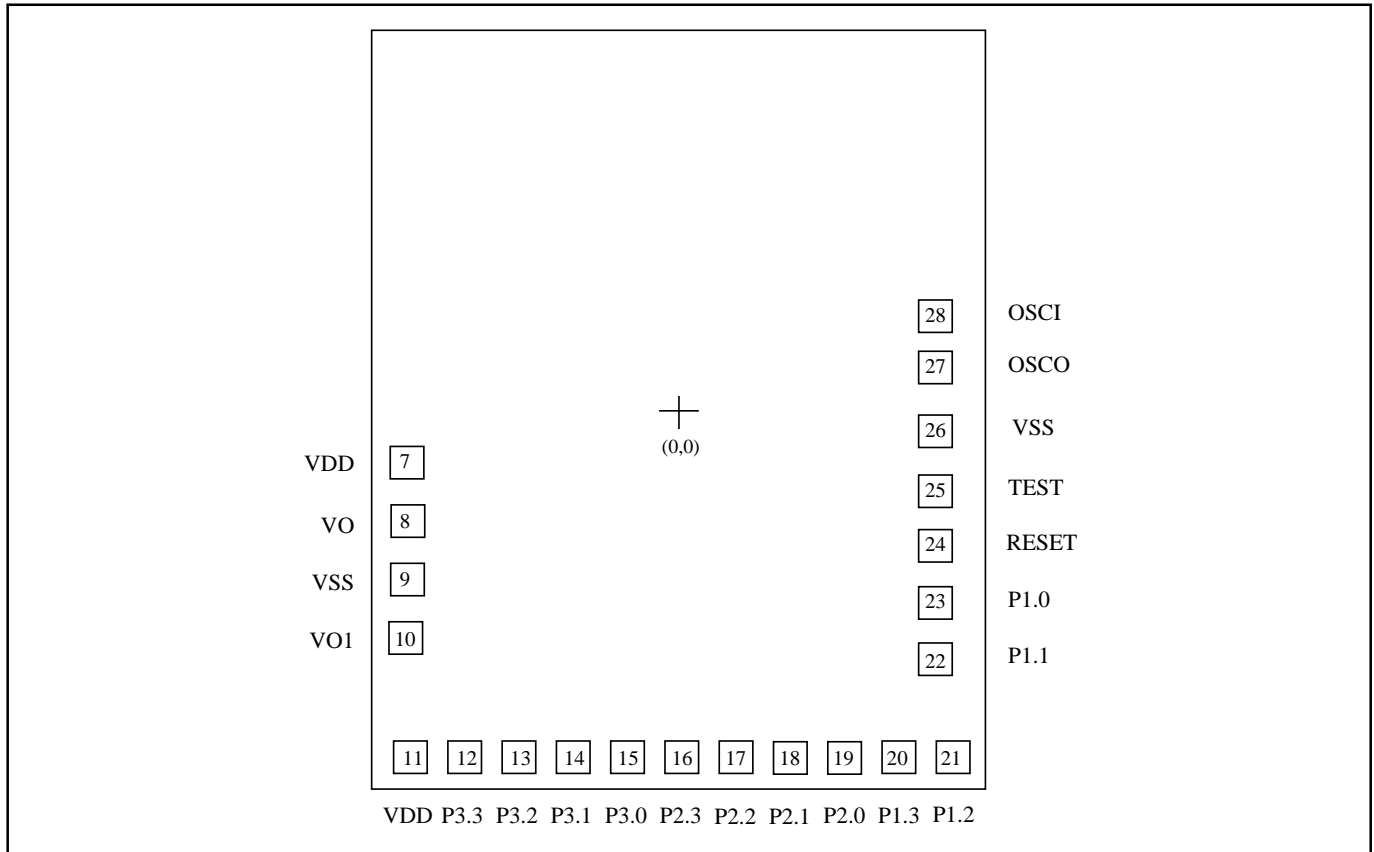 28 OSCI
27 OSCO
(0,0)
26 VSS
VDD 7
25 TEST
VO 8
24 RESET
VSS 9
23 P1.0
VO1 10
22 P1.1
11 12 13 14 15 16 17 18 19 20 21
VDD P3.3 P3.2 P3.1 P3.0 P2.3 P2.2 P2.1 P2.0 P1.3 P1.2